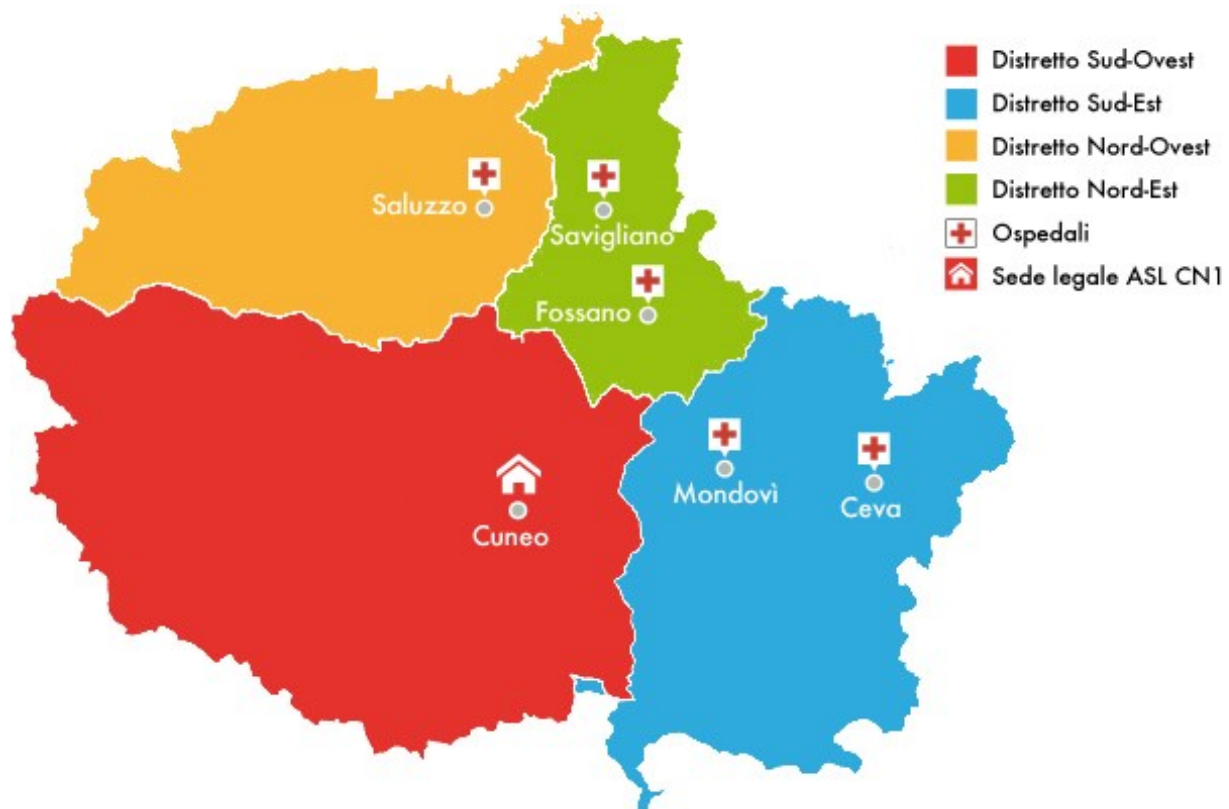 Distretto Sud-Ovest
Distretto Sud-Est
Distretto Nord-Ovest
Distretto Nord-Est
Ospedali
Sede legale ASL CN1
Saluzzo
Savigliano
Fossano
Mondovì
Ceva
Cuneo